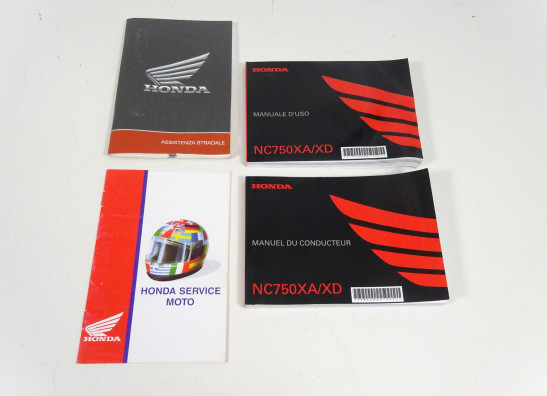 HONDA
ASSISTENZA STRADALE
HONDA
MANUALE D'USO
NC750XA/XD
HONDA SERVICE
MOTO
HONDA
HONDA
MANUEL DU CONDUCTEUR
NC750XA/XD